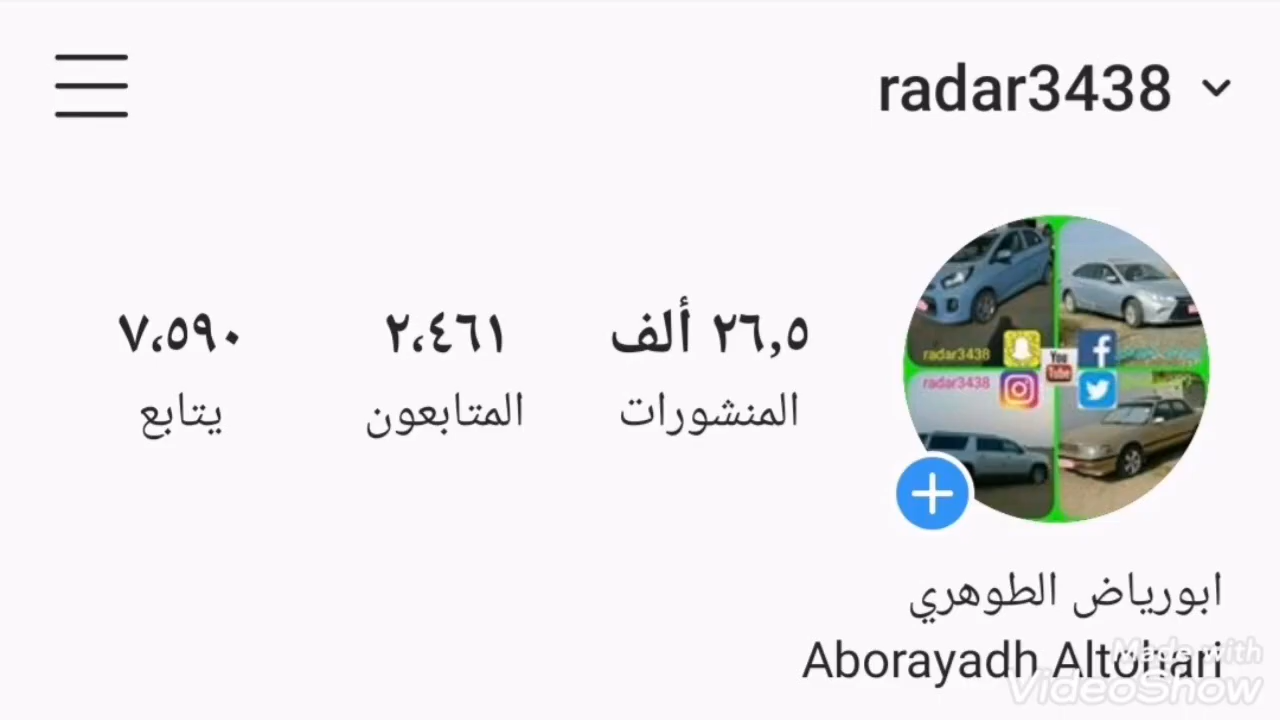 radar3438
٢٦,٥ ألف
٢،٤٦١
٧،٥٩٠
المنشورات
المتابعون
يتابع
radar3438
radar3438
You
Tube
ابورياض الطوهري
Aborayadh Altohari
Made with
VideoShow